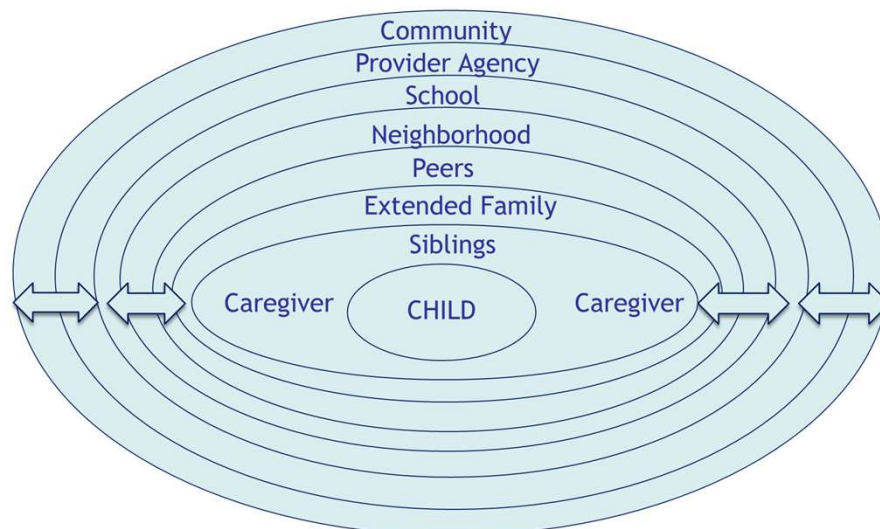 Community
Provider Agency
School
Neighborhood
Peers
Extended Family
Siblings
Caregiver CHILD Caregiver